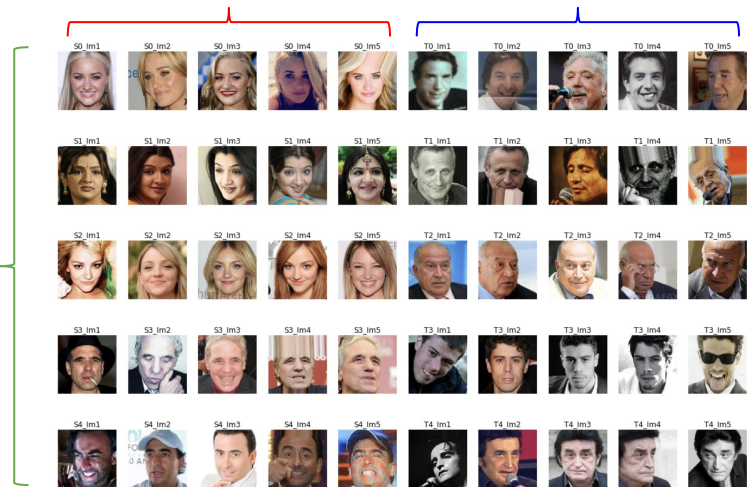 S0_Im1 S0_Im2 S0_Im3 S0_Im4 S0_Im5 T0_Im1 T0_Im2 T0_Im3 T0_Im4 T0_Im5
S1_Im1 S1_Im2 S1_Im3 S1_Im4 S1_Im5 T1_Im1 T1_Im2 T1_Im3 T1_Im4 T1_Im5
S2_Im1 S2_Im2 S2_Im3 S2_Im4 S2_Im5 T2_Im1 T2_Im2 T2_Im3 T2_Im4 T2_Im5
S3_Im1 S3_Im2 S3_Im3 S3_Im4 S3_Im5 T3_Im1 T3_Im2 T3_Im3 T3_Im4 T3_Im5
S4_Im1 S4_Im2 S4_Im3 S4_Im4 S4_Im5 T4_Im1 T4_Im2 T4_Im3 T4_Im4 T4_Im5